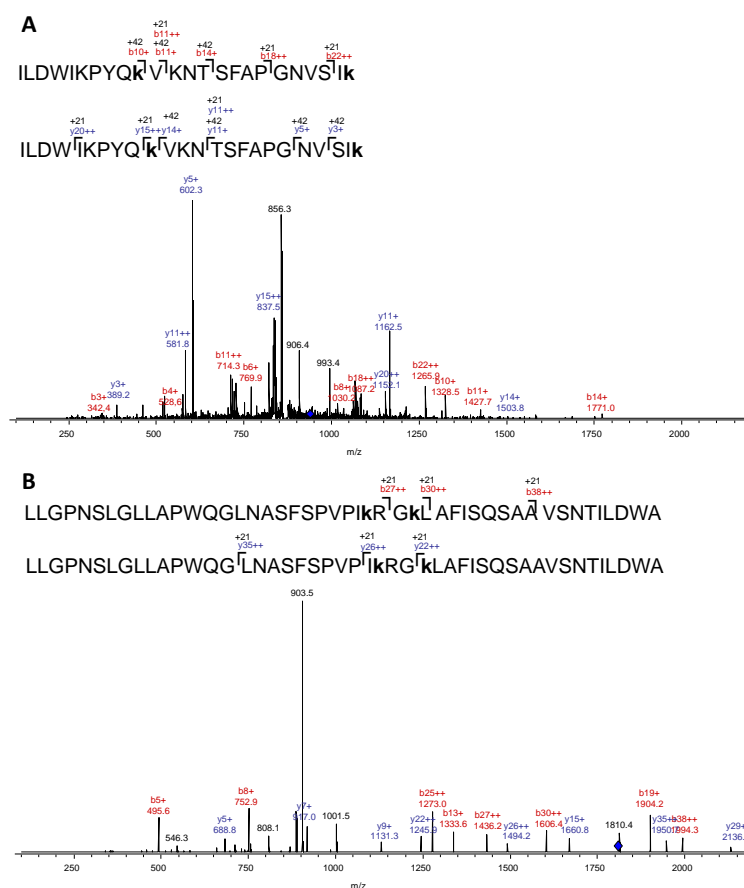 A
+21
+42 b11++ +42 +42 +21 +21
b10+ b11+ b14+ b18++ b22++
ILDWIKPYQkVKNTSFAPGNVSIk
+21
+21 +21 +42 y11++ +42 +42
y20++ y15++ y14+ +42 y5+ y3+
y11+
ILDWIKPYQkVKNTSFAPGNVSIk
y5+
602.3
856.3
y15++
837.5
y11+
1162.5
y11++
581.8
906.4
b11++
714.3
b6+
769.9
993.4
b18++
1087.2
y20++
1152.1
b22++
1265.9
b10+
1328.5
y3+
389.2
b3+
342.4
b4+
528.6
b8+
1030.2
b11+
1427.7
y14+
1503.8
b14+
1771.0
250 500 750 1000 1250 1500 1750 2000
m/z
B
+21 +21 +21
b27++ b30++ b38++
LLGPNSLGLLAPWQGLNASFSPVPIkRGkLAFISQSAAVSNTILDWA
+21 +21 +21
y35++ y26++ y22++
LLGPNSLGLLAPWQGLNASFSPVPIkRGkLAFISQSAAVSNTILDWA
903.5
b5+
495.6
b8+
752.9
546.3
y5+
688.8
808.1
y7+
917.0
1001.5
y9+
1131.3
y22++
1245.9
b25++
1273.0
b13+
1333.6
b27++
1436.2
y26++
1494.2
b30++
1606.4
y15+
1660.8
1810.4
b19+
1904.2
y35++
b38++
1994.3
y29+
250 500 750 1000 1250 1500 1750 2000
m/z